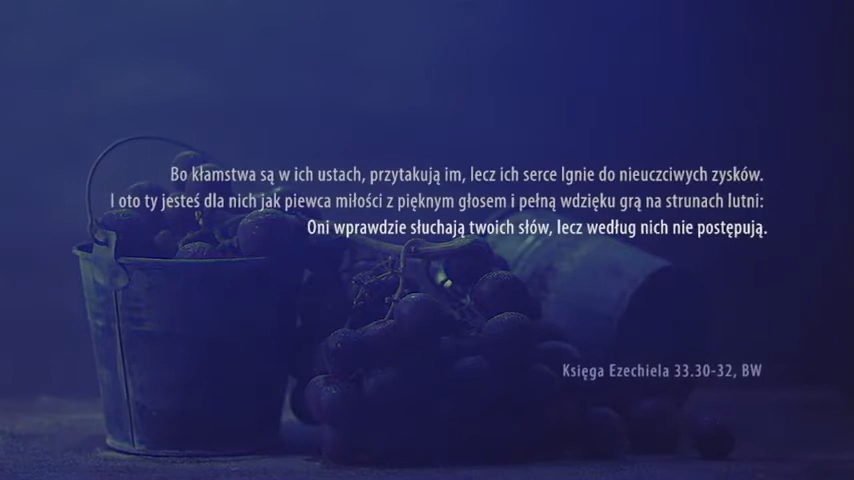 Bo kłamstwa są w ich ustach, przytakują im, lecz ich serce lgnie do nieuczciwych zysków.
I oto ty jesteś dla nich jak piewca miłości z pięknym głosem i pełną wdzięku grą na strunach lutni:
Oni wprawdzie słuchają twoich słów, lecz według nich nie postępują.
Księga Ezechiela 33.30-32, BW